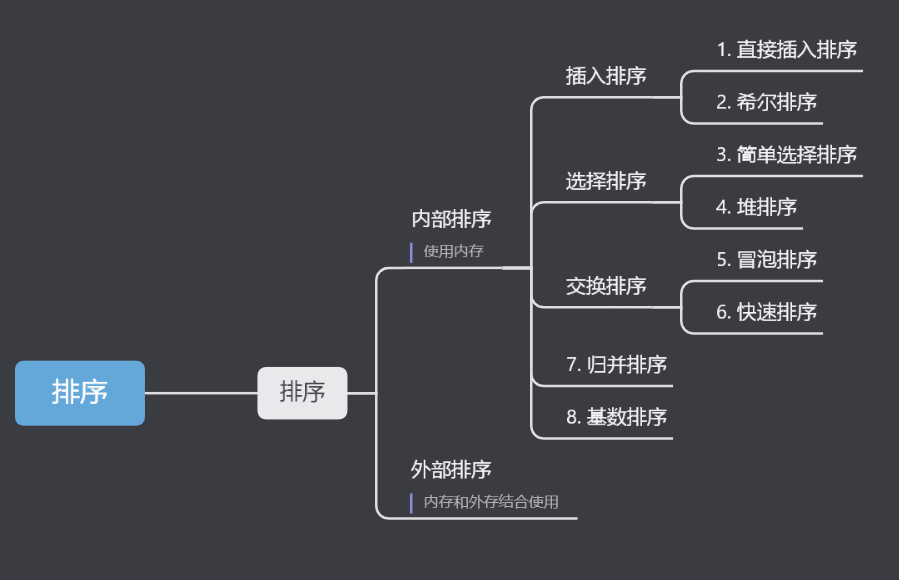 排序
排序
内部排序
使用内存
插入排序
1. 直接插入排序
2. 希尔排序
选择排序
3. 简单选择排序
4. 堆排序
交换排序
5. 冒泡排序
6. 快速排序
7. 归并排序
8. 基数排序
外部排序
内存和外存结合使用